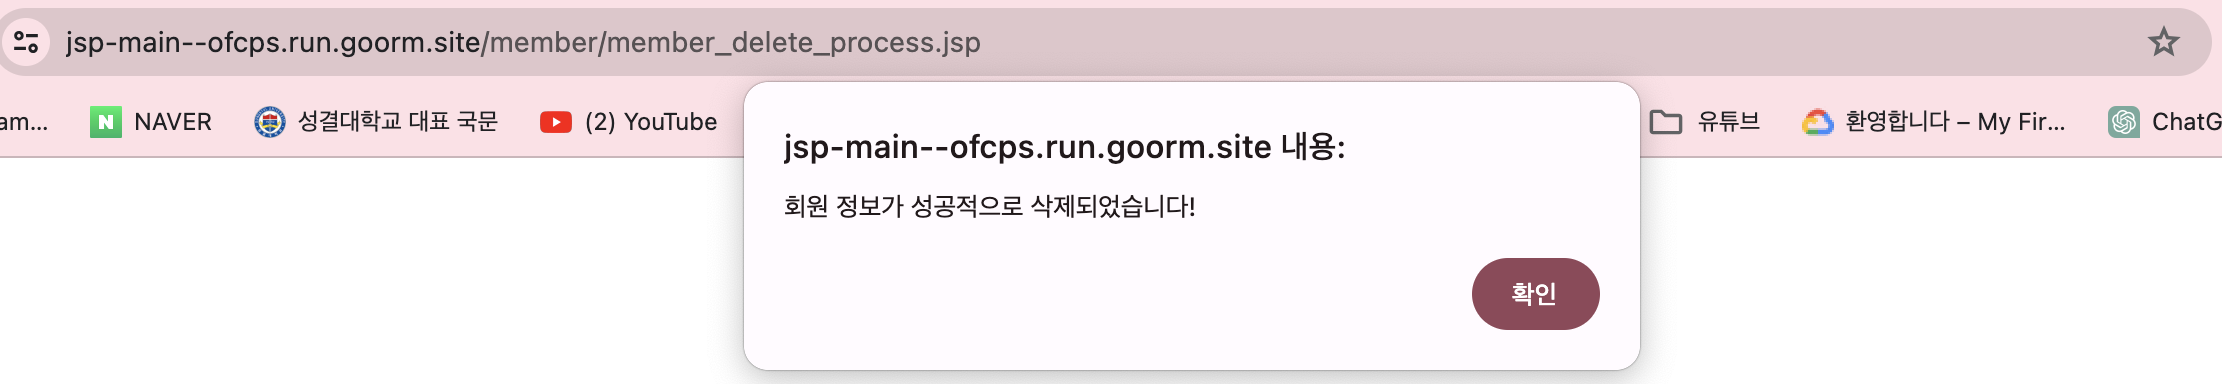 jsp-main--ofcps.run.goorm.site/member/member_delete_process.jsp
am...
NAVER
성결대학교 대표 국문
(2) YouTube
유튜브
환영합니다 – My Fir...
ChatG
jsp-main--ofcps.run.goorm.site 내용:
회원 정보가 성공적으로 삭제되었습니다!
확인